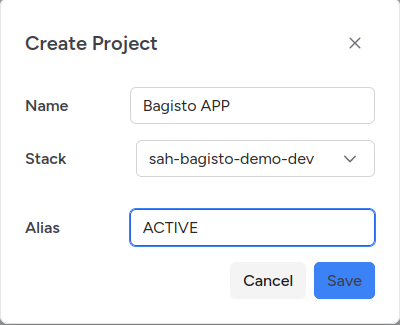 Create Project
Name
Bagisto APP
Stack
sah-bagisto-demo-dev
Alias
ACTIVE
Cancel
Save